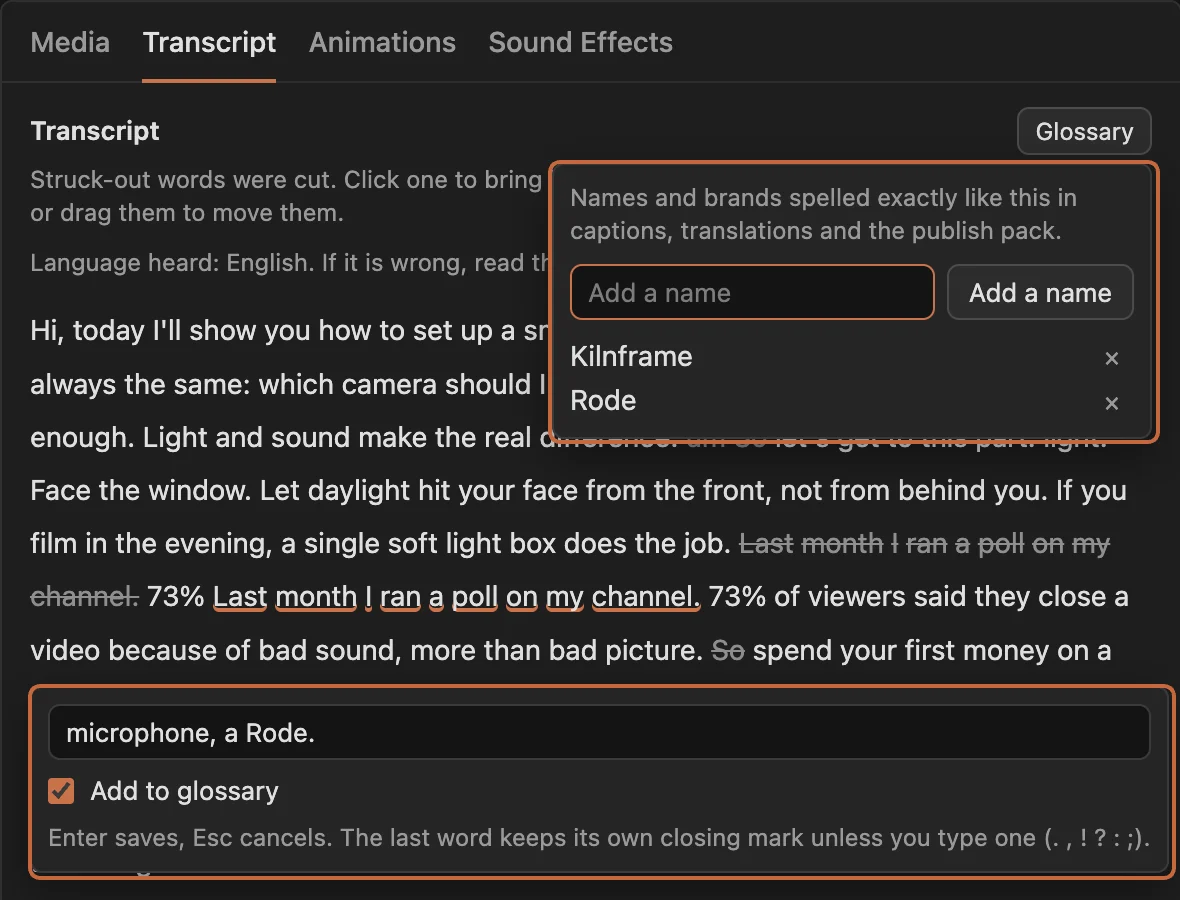 Media Transcript Animations Sound Effects
Transcript
Glossary
Struck-out words were cut. Click one to bring
or drag them to move them.
Language heard: English. If it is wrong, read
Names and brands spelled exactly like this in
captions, translations and the publish pack.
Add a name Add a name
Kilnframe ×
Rode ×
Hi, today I'll show you how to set up a
always the same: which camera should I
enough. Light and sound make the real difference. um So let's get to this part: light.
Face the window. Let daylight hit your face from the front, not from behind you. If you
film in the evening, a single soft light box does the job. Last month I ran a poll on my
channel. 73% Last month I ran a poll on my channel. 73% of viewers said they close a
video because of bad sound, more than bad picture. So spend your first money on a
microphone, a Rode.
Add to glossary
Enter saves, Esc cancels. The last word keeps its own closing mark unless you type one (. , ! ? : ;).